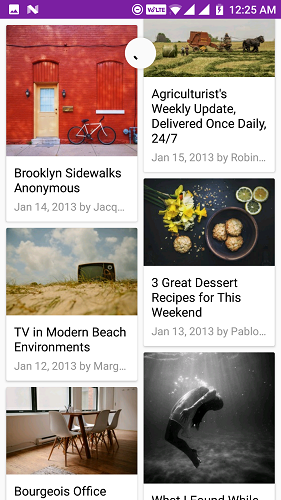 VoLTE
12:25 AM
Brooklyn Sidewalks
Anonymous
Jan 14, 2013 by Jacq...
TV in Modern Beach
Environments
Jan 12, 2013 by Marg...
Bourgeois Office
Agriculturist's
Weekly Update,
Delivered Once Daily,
24/7
Jan 15, 2013 by Robin...
3 Great Dessert
Recipes for This
Weekend
Jan 13, 2013 by Pablo...
What I Found While